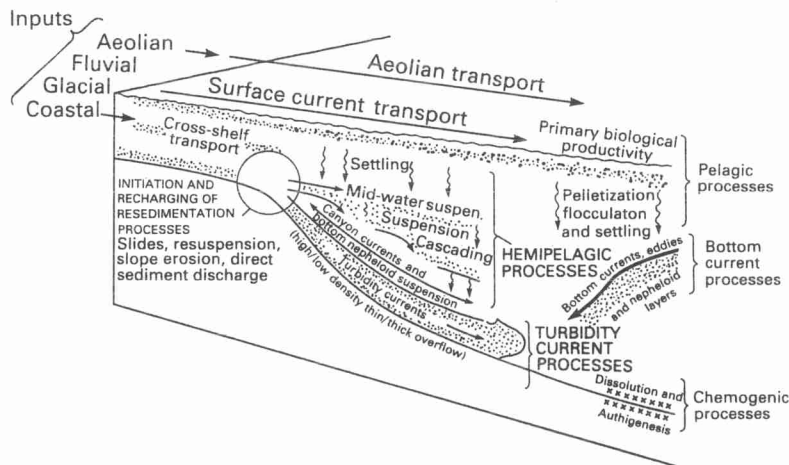 Inputs
Aeolian
Fluvial
Glacial
Coastal
Aeolian transport
Surface current transport
Cross-shelf
transport
Primary biological
productivity
Pelagic
processes
Settling
Mid-water suspen.
Suspension
Cascading
Pelletization
flocculaton
and settling
INITIATION AND
RECHARGING OF
RESEDIMENTATION
PROCESSES
Slides, resuspension,
slope erosion, direct
sediment discharge
Canyon currents and
bottom nepheloid suspension
Turbidity currents
(high/low density thin/thick overflow)
HEMIPELAGIC
PROCESSES
Bottom currents, eddies
and nepheloid
layers
Bottom
current
processes
TURBIDITY
CURRENT
PROCESSES
Dissolution and
Authigenesis
Chemogenic
processes